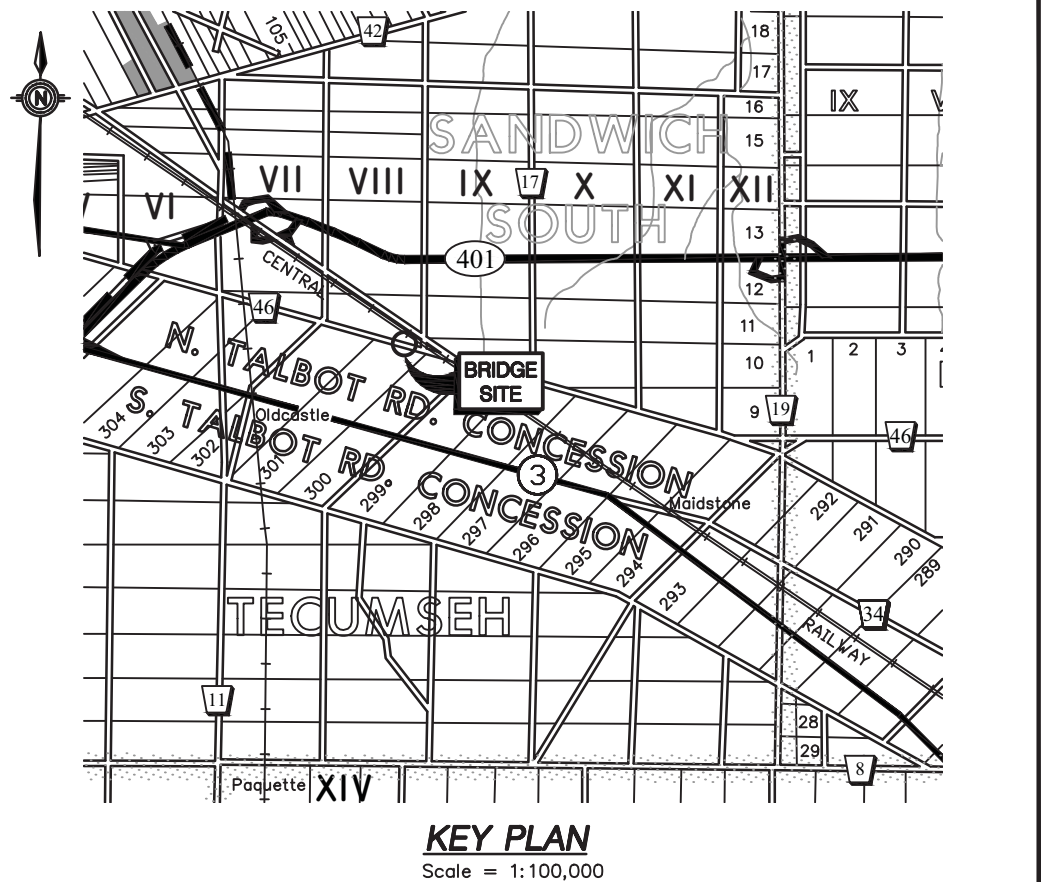 42
105
18
17
16
15
13
12
11
10
9
IX
SANDWICH
SOUTH
VI
VII
VIII
IX
17
X
XI
XII
401
CENTRAL
46
N. TALBOT RD. CONCESSION
S. TALBOT RD. CONCESSION
BRIDGE
SITE
1
2
3
19
46
Oldcastle
3
Maidstone
304
303
302
301
300
299
298
297
296
295
294
293
292
291
290
289
34
RAILWAY
TECUMSEH
11
28
29
8
Paquette
XIV
N
KEY PLAN
Scale = 1:100,000